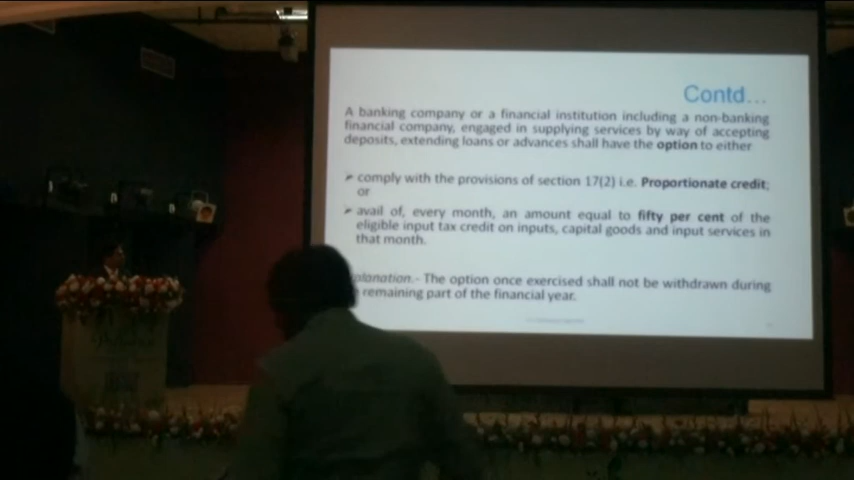 Contd...
A banking company or a financial institution including a non-banking
financial company, engaged in supplying services by way of accepting
deposits, extending loans or advances shall have the option to either
comply with the provisions of section 17(2) i.e. Proportionate credit;
or
avail of, every month, an amount equal to fifty per cent of the
eligible input tax credit on inputs, capital goods and input services in
that month.
planation.- The option once exercised shall not be withdrawn during
remaining part of the financial year.